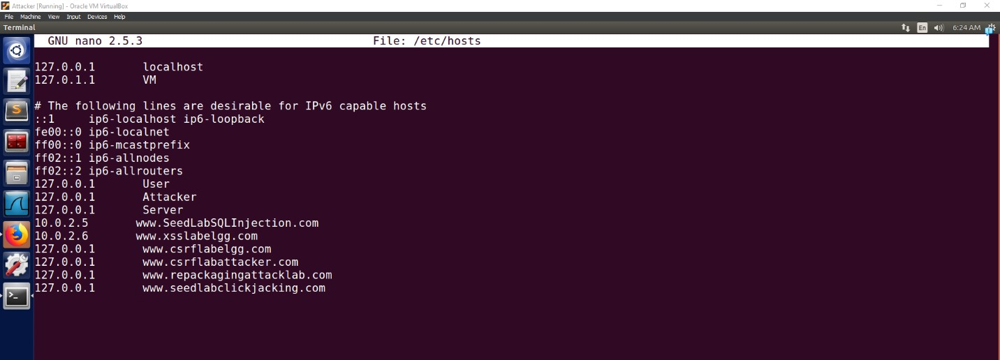 Attacker [Running] - Oracle VM VirtualBox
File Machine View Input Devices Help
Terminal En 6:24 AM
GNU nano 2.5.3 File: /etc/hosts
127.0.0.1 localhost
127.0.1.1 VM
# The following lines are desirable for IPv6 capable hosts
::1 ip6-localhost ip6-loopback
fe00::0 ip6-localnet
ff00::0 ip6-mcastprefix
ff02::1 ip6-allnodes
ff02::2 ip6-allrouters
127.0.0.1 User
127.0.0.1 Attacker
127.0.0.1 Server
10.0.2.5 www.SeedLabSQLInjection.com
10.0.2.6 www.xsslabelgg.com
127.0.0.1 www.csrflabelgg.com
127.0.0.1 www.csrflabattacker.com
127.0.0.1 www.repackagingattacklab.com
127.0.0.1 www.seedlabclickjacking.com